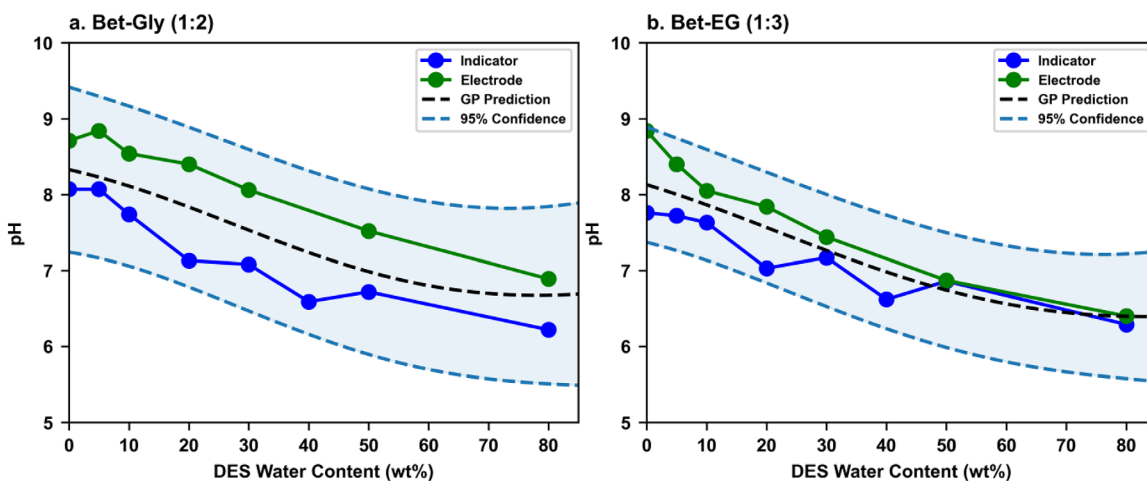 a. Bet-Gly (1:2)
10
9
8
7
6
5
pH
0
10
20
30
40
50
60
70
80
DES Water Content (wt%)
Indicator
Electrode
GP Prediction
95% Confidence
b. Bet-EG (1:3)
10
9
8
7
6
5
pH
0
10
20
30
40
50
60
70
80
DES Water Content (wt%)
Indicator
Electrode
GP Prediction
95% Confidence